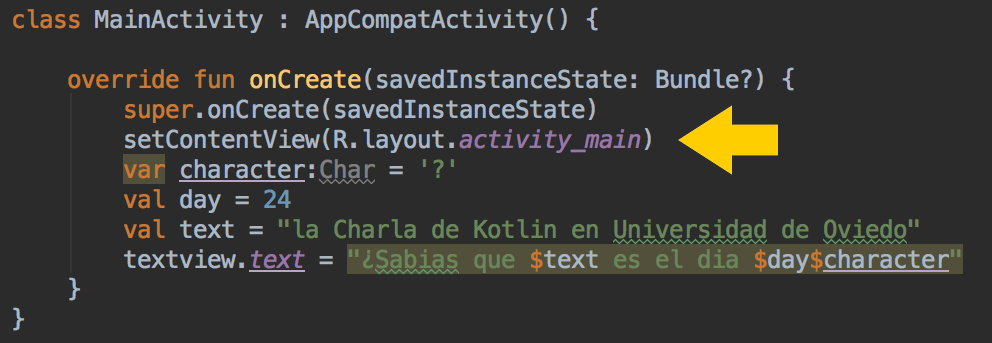 class MainActivity : AppCompatActivity() {
override fun onCreate(savedInstanceState: Bundle?) {
super.onCreate(savedInstanceState)
setContentView(R.layout.activity_main)
var character:Char = '?'
val day = 24
val text = "la Charla de Kotlin en Universidad de Oviedo"
textview.text = "¿Sabias que $text es el dia $day$character"
}
}